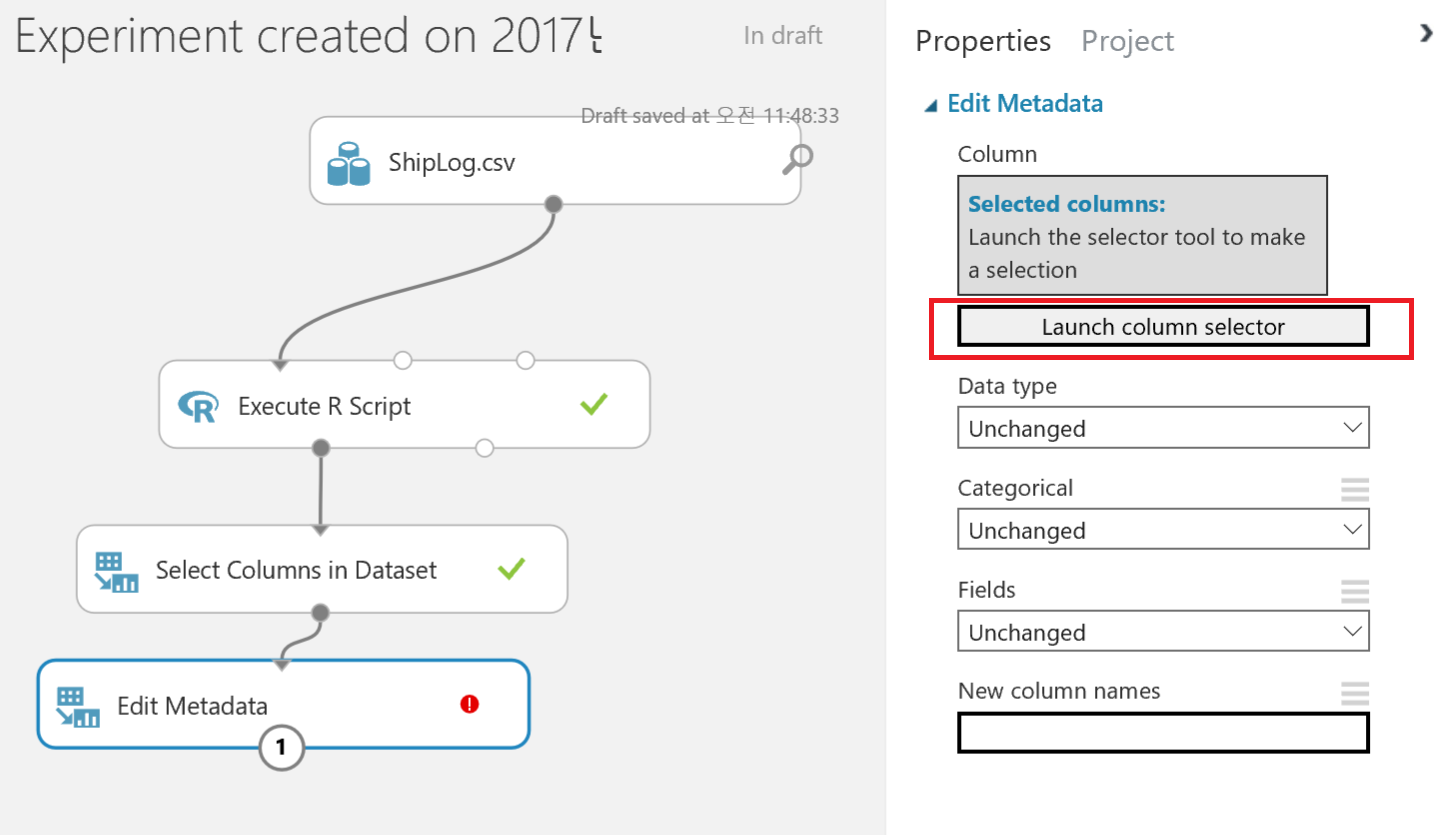 Experiment created on 2017
In draft
Draft saved at 오전 11:48:33
ShipLog.csv
Execute R Script
Select Columns in Dataset
Edit Metadata
1
Properties Project
Edit Metadata
Column
Selected columns:
Launch the selector tool to make
a selection
Launch column selector
Data type
Unchanged
Categorical
Unchanged
Fields
Unchanged
New column names